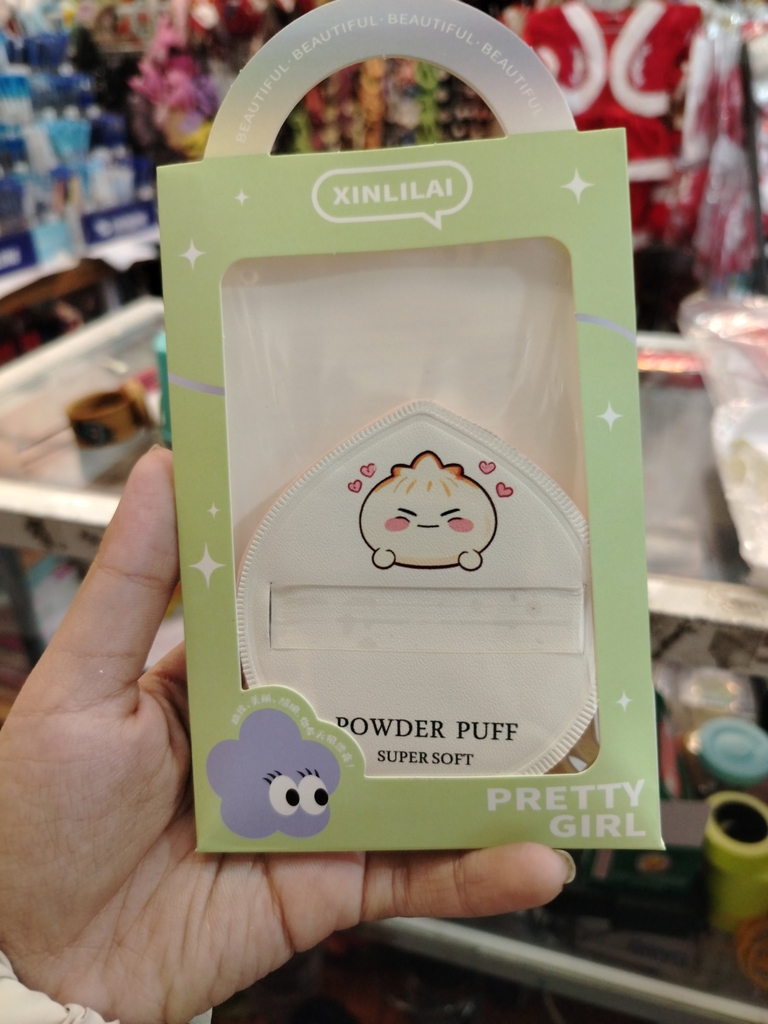 BEAUTIFUL · BEAUTIFUL · BEAUTIFUL · BEAUTIFUL
XINLILAI
POWDER PUFF
SUPER SOFT
PRETTY
GIRL